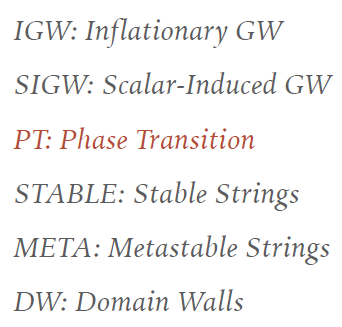 IGW: Inflationary GW
SIGW: Scalar-Induced GW
PT: Phase Transition
STABLE: Stable Strings
META: Metastable Strings
DW: Domain Walls